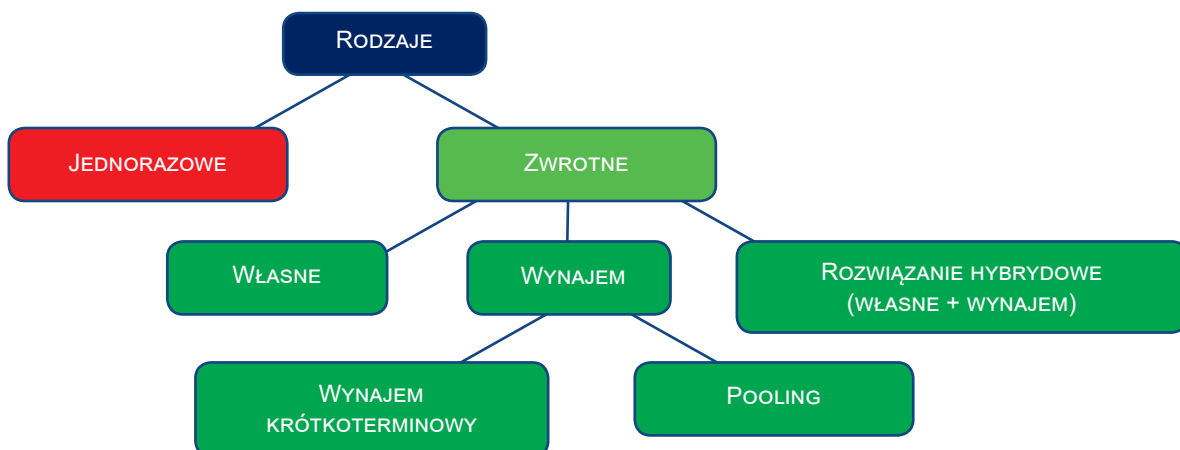 Rodzaje
Jednorazowe
Zwrotne
Własne
Wynajem
Rozwiązanie hybrydowe
(własne + wynajem)
Wynajem
krótkoterminowy
Pooling